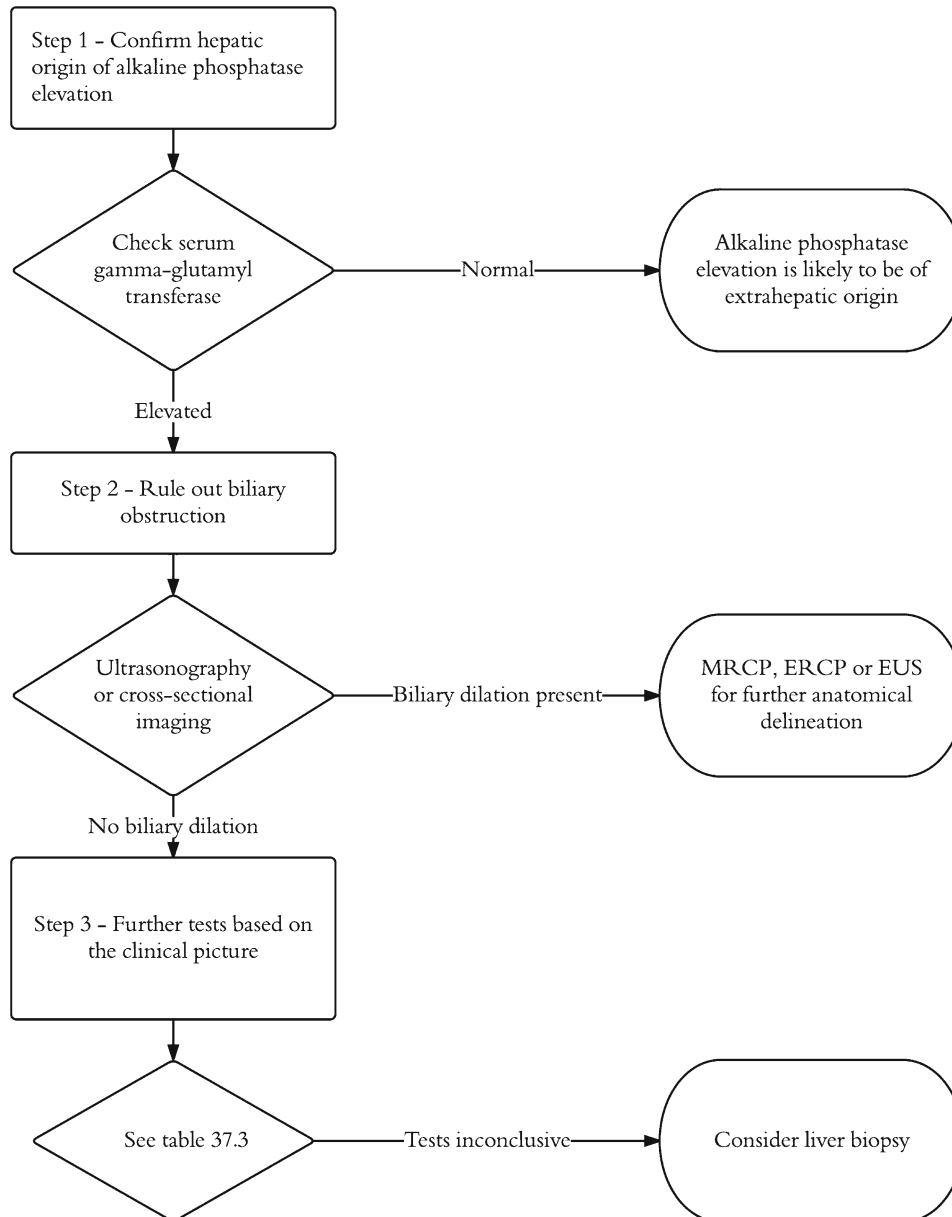 Step 1 - Confirm hepatic
origin of alkaline phosphatase
elevation
Check serum
gamma-glutamyl
transferase
Normal
Alkaline phosphatase
elevation is likely to be of
extrahepatic origin
Elevated
Step 2 - Rule out biliary
obstruction
Ultrasonography
or cross-sectional
imaging
Biliary dilation present
MRCP, ERCP or EUS
for further anatomical
delineation
No biliary dilation
Step 3 - Further tests based on
the clinical picture
See table 37.3
Tests inconclusive
Consider liver biopsy